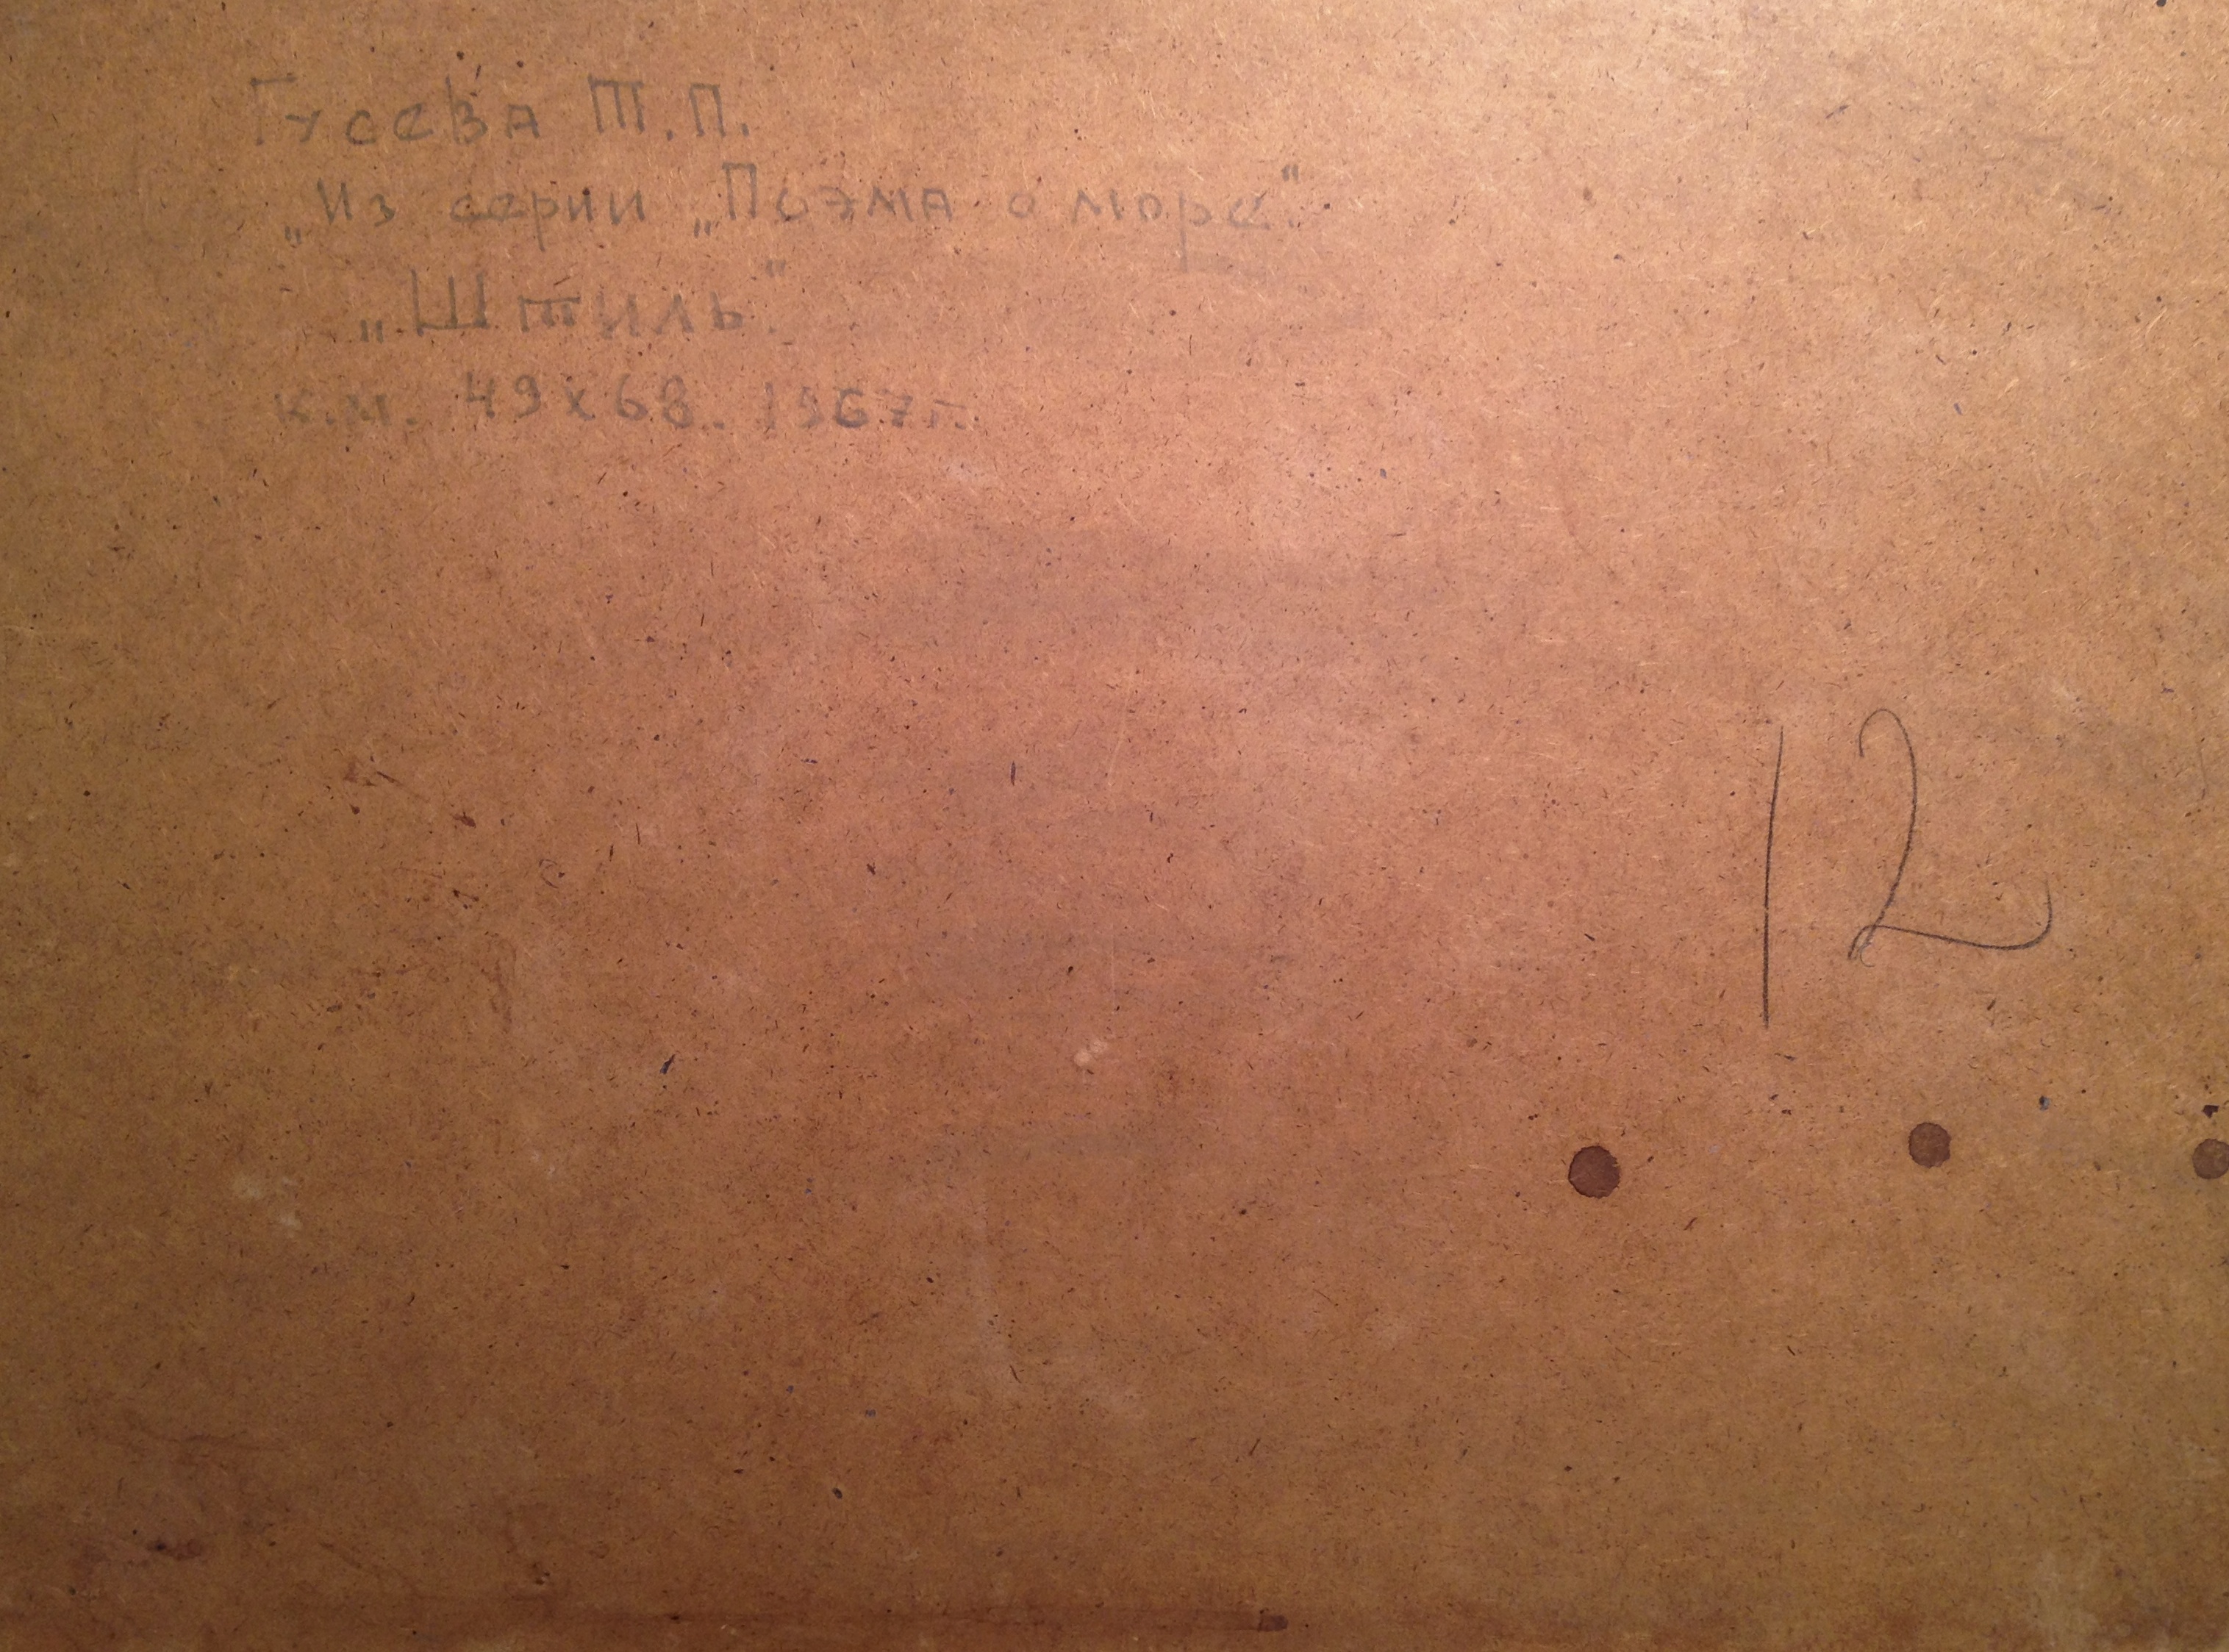 Гусева Т.П.
„Из серии „Поэма о море".
„Штиль".
к.м. 49х68. 1967г.
12